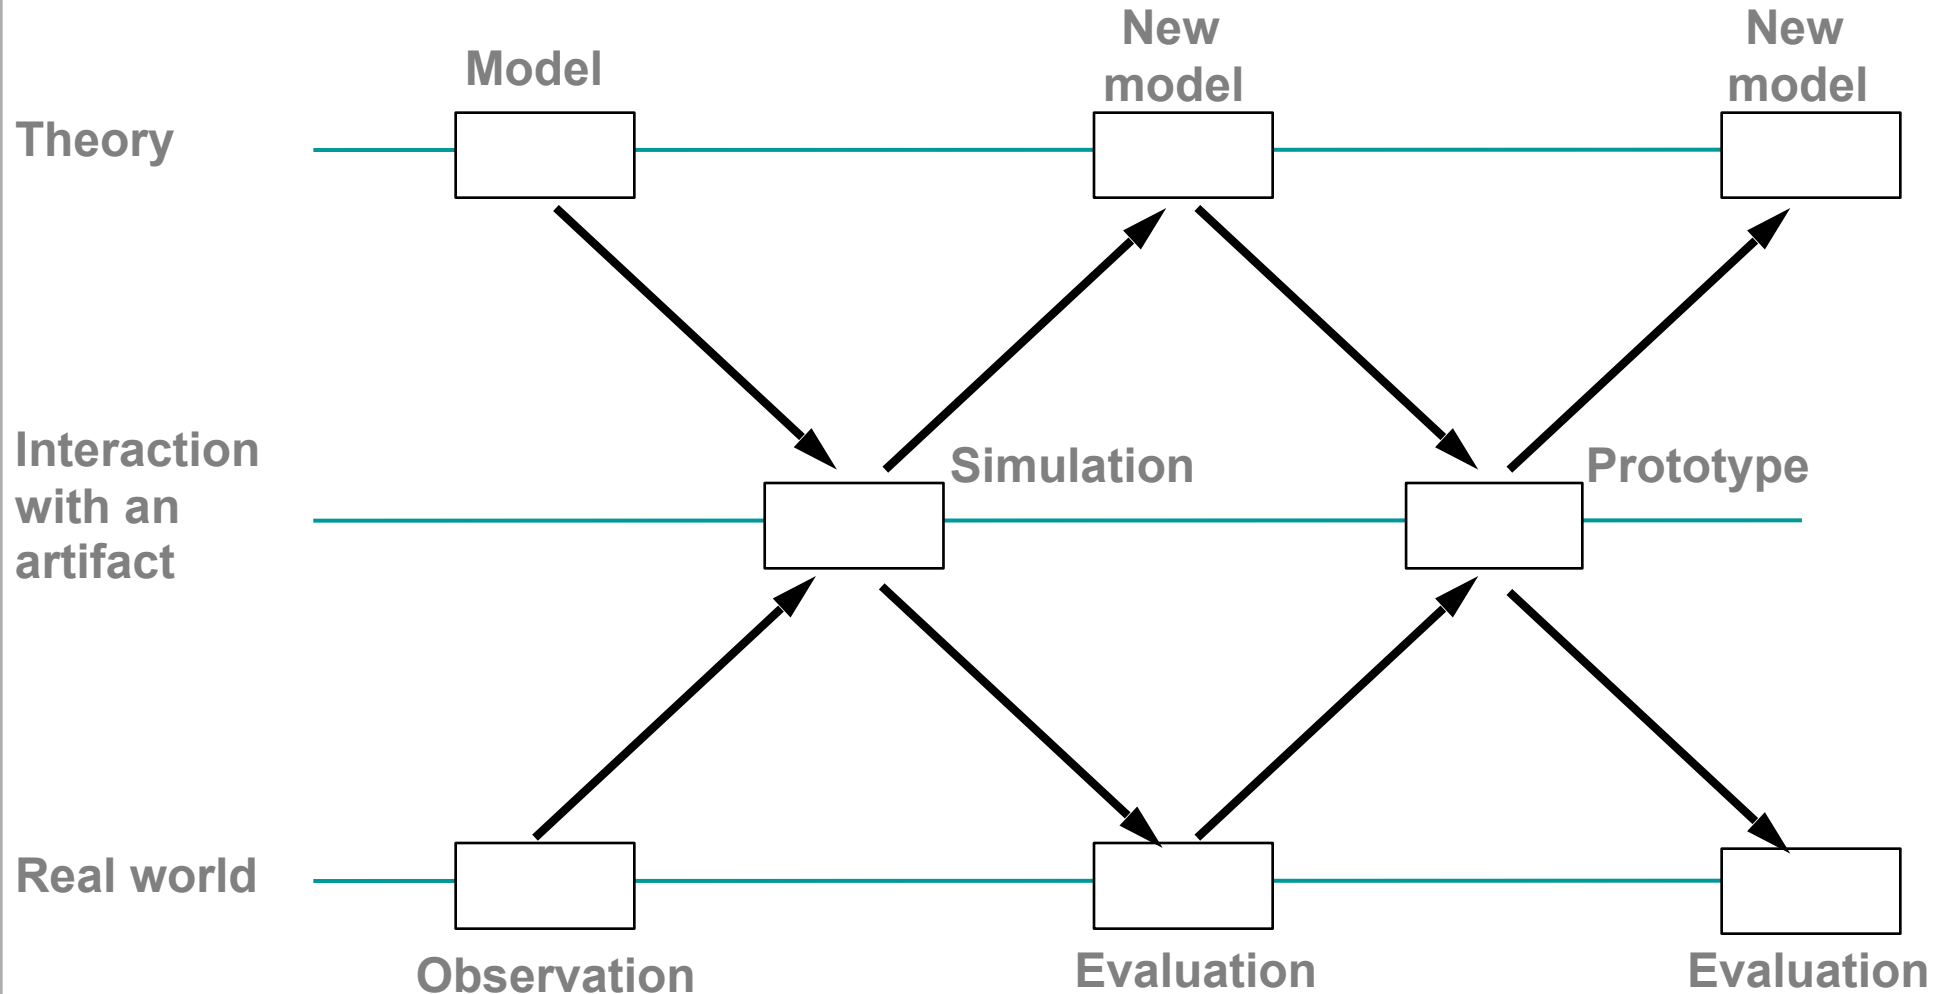 New
model
New
model
Model
Theory
Interaction
with an
artifact
Simulation
Prototype
Real world
Observation
Evaluation
Evaluation